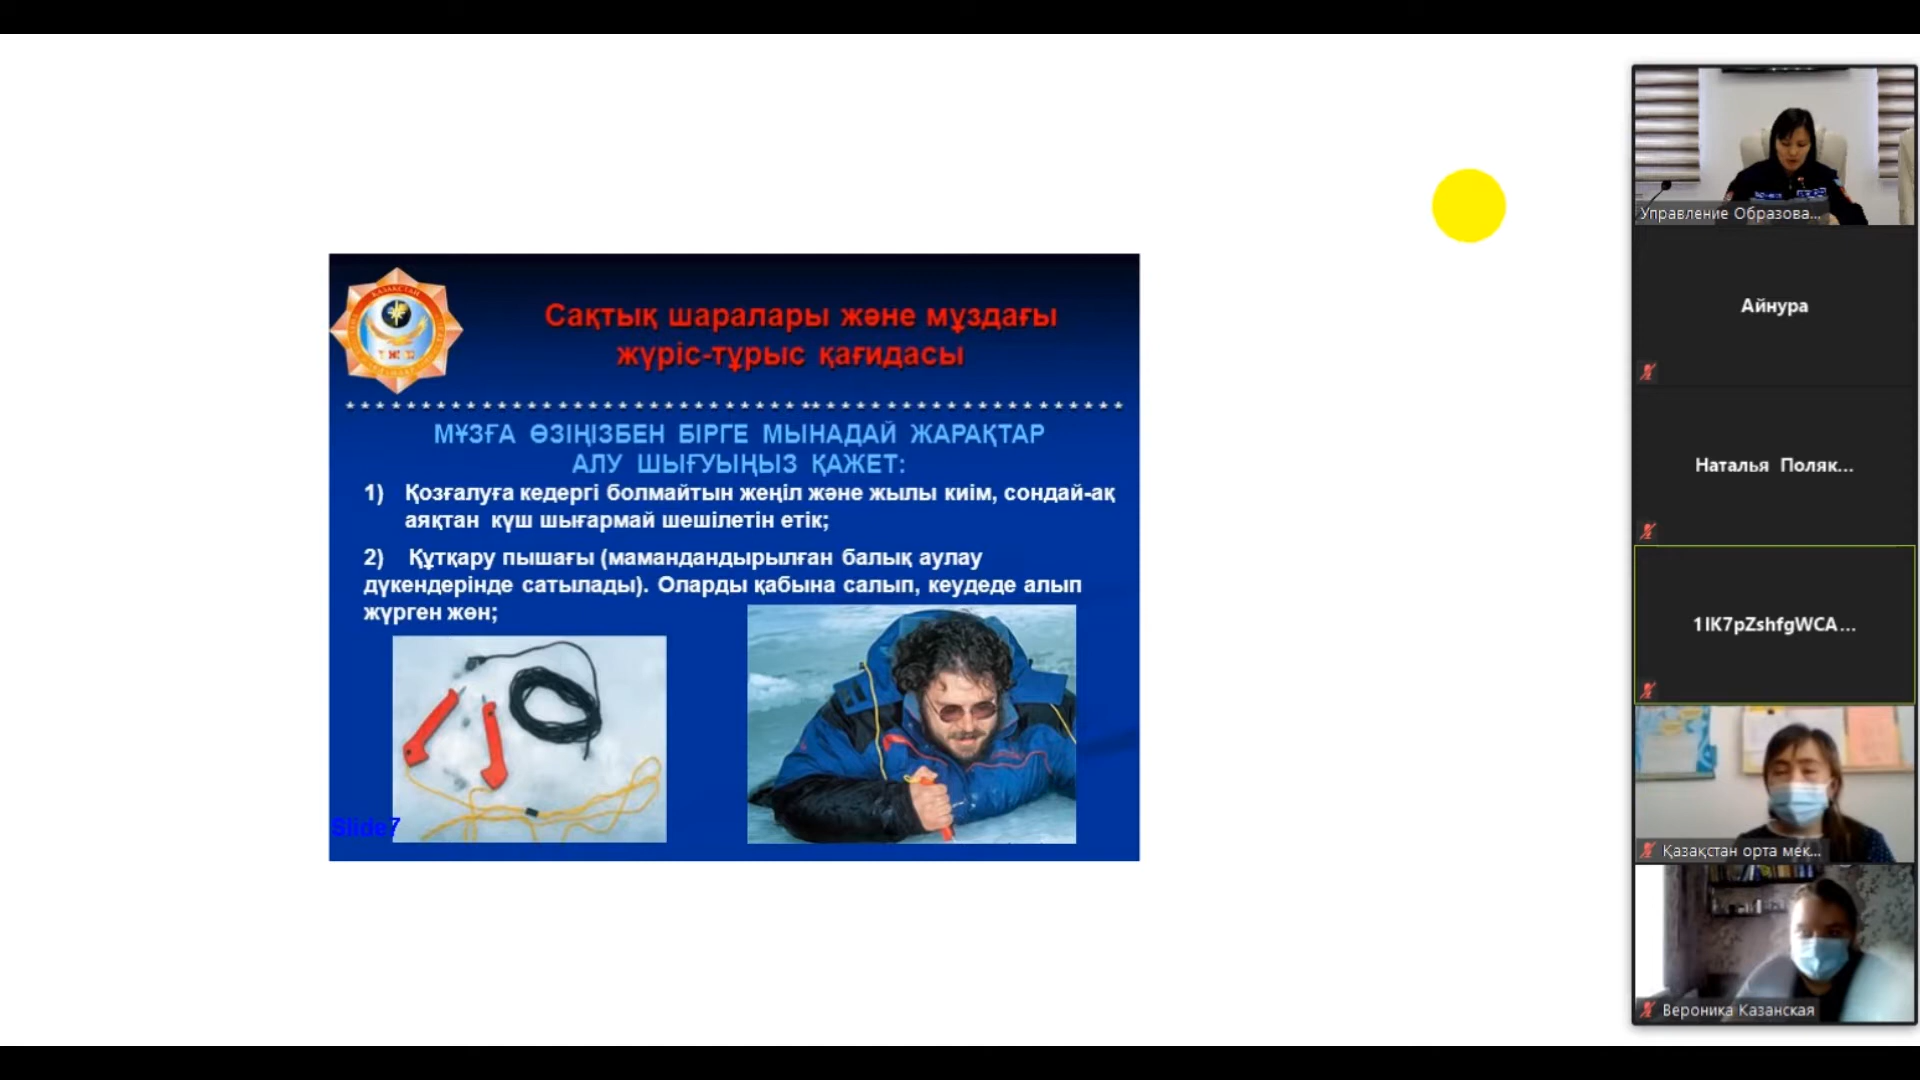 Сақтық шаралары және мұздағы
жүріс-тұрыс қағидасы
МҰЗҒА ӨЗІҢІЗБЕН БІРГЕ МЫНАДАЙ ЖАРАҚТАР
АЛУ ШЫҒУЫҢЫЗ ҚАЖЕТ:
1) Қозғалуға кедергі болмайтын жеңіл және жылы киім, сондай-ақ
аяқтан күш шығармай шешілетін етік;
2) Құтқару пышағы (мамандандырылған балық аулау
дүкендерінде сатылады). Оларды қабына салып, кеудеде алып
жүрген жөн;
Slide7
Управление Образова...
Айнура
Наталья Поляк...
1IK7pZshfgWCA...
Қазақстан орта мек...
Вероника Казанская
ҚАЗАҚСТАН